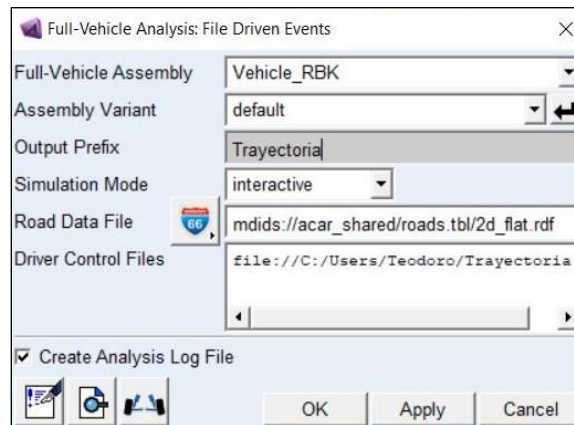 Full-Vehicle Analysis: File Driven Events
Full-Vehicle Assembly Vehicle_RBK
Assembly Variant default
Output Prefix Trayectoria
Simulation Mode interactive
Road Data File 66 mdids://acar_shared/roads.tbl/2d_flat.rdf
Driver Control Files file://C:/Users/Teodoro/Trayectoria
Create Analysis Log File
OK Apply Cancel